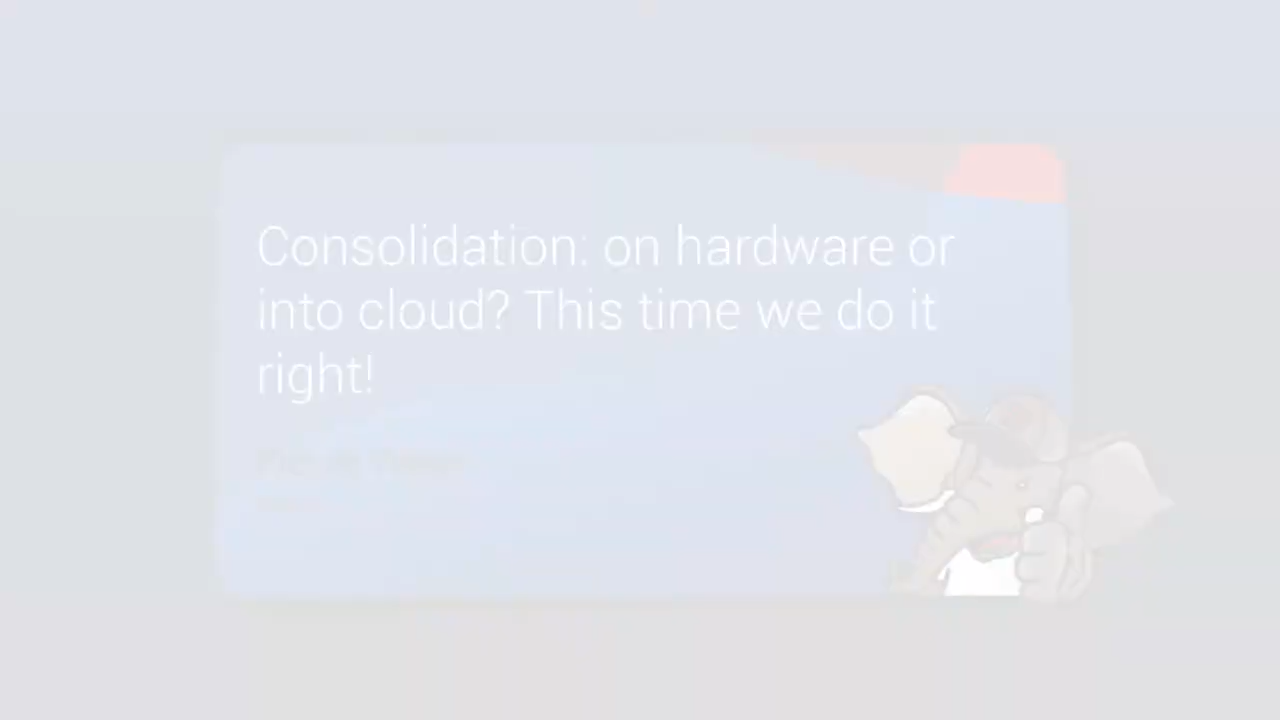 Consolidation: on hardware or
into cloud? This time we do it
right!